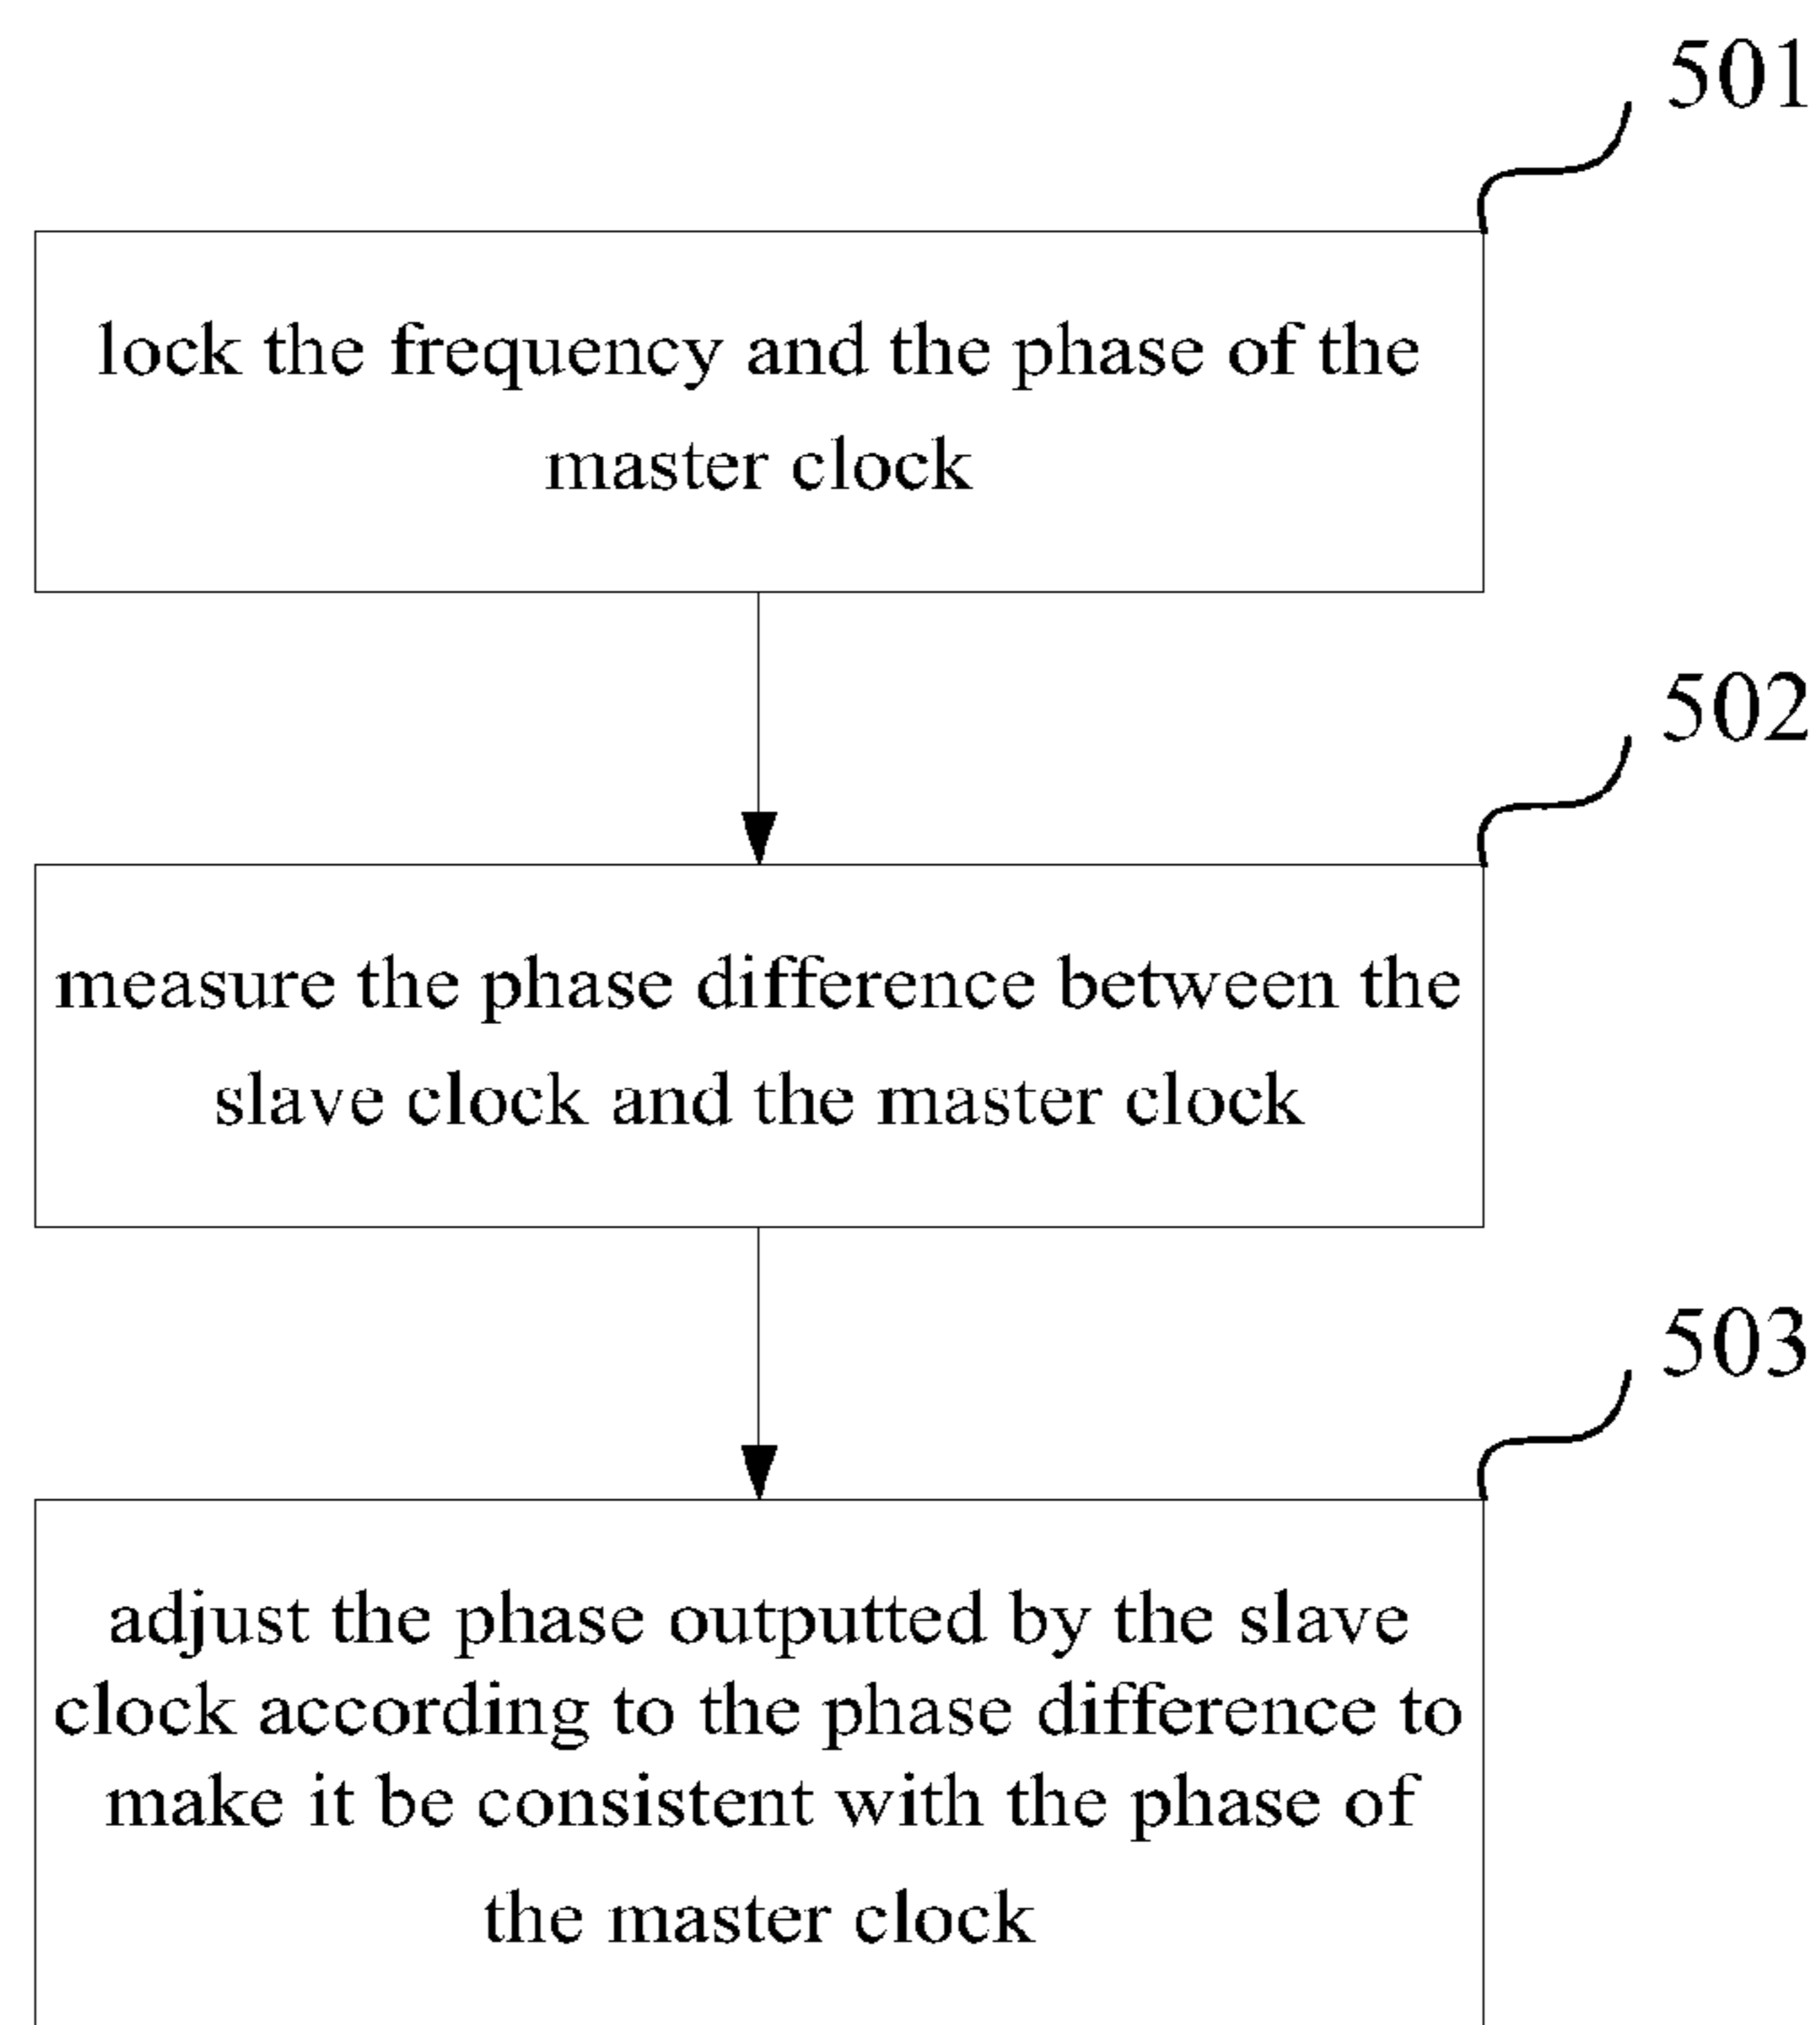 501
lock the frequency and the phase of the
master clock
502
measure the phase difference between the
slave clock and the master clock
503
adjust the phase outputted by the slave
clock according to the phase difference to
make it be consistent with the phase of
the master clock